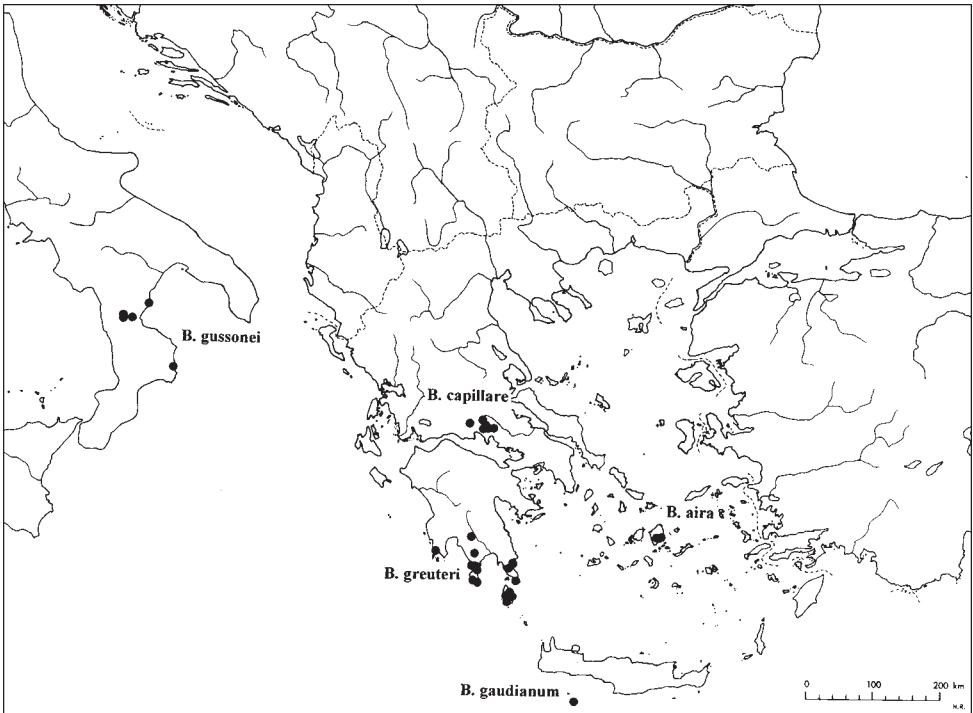 B. gussonei
B. capillare
B. aira
B. greuteri
B. gaudianum
0 100 200 km
N.R.